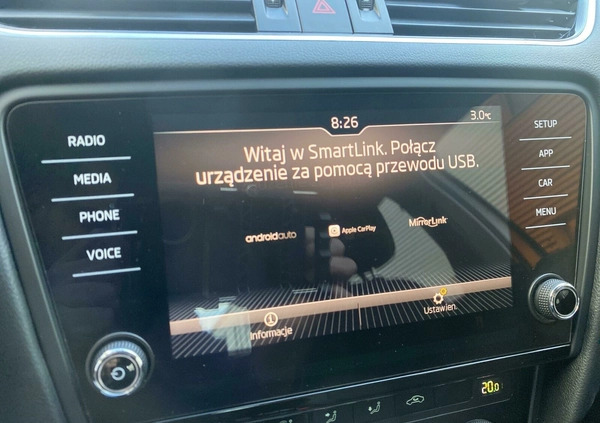 8:26
3.0°C
RADIO
MEDIA
PHONE
VOICE
SETUP
APP
CAR
MENU
Witaj w SmartLink. Połącz
urządzenie za pomocą przewodu USB.
androidauto
Apple CarPlay
MirrorLink
Informacje
Ustawien.
20.0